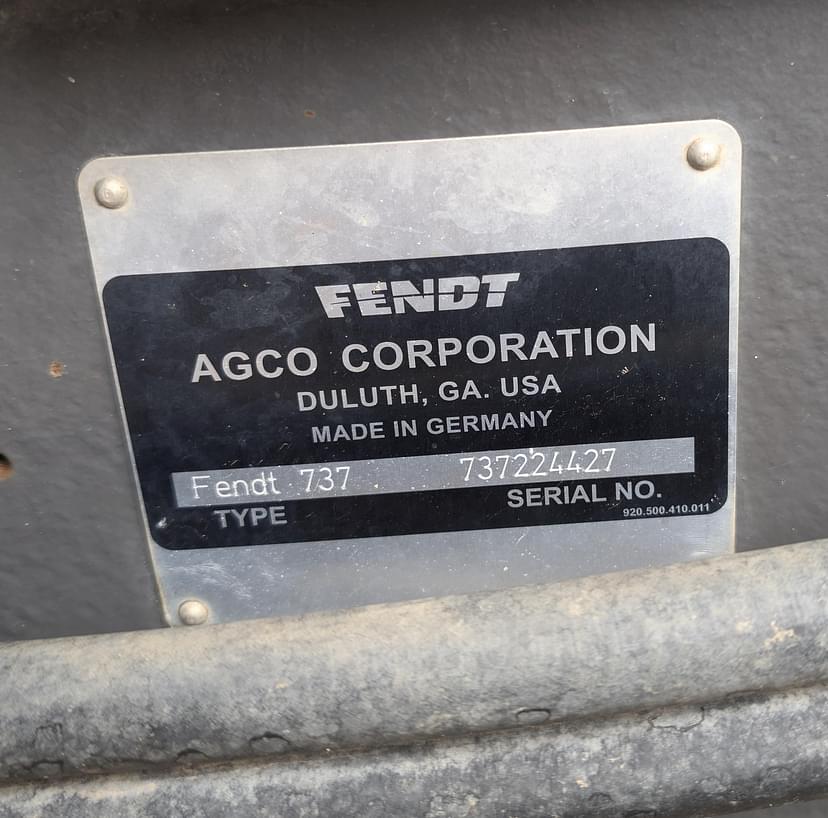 FENDT
AGCO CORPORATION
DULUTH, GA. USA
MADE IN GERMANY
Fendt 737 737224427
TYPE SERIAL NO.
920.500.410.011